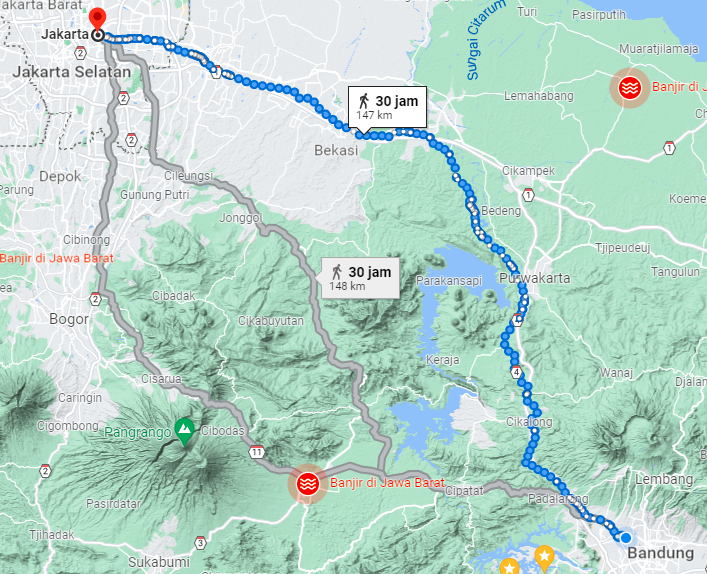 Jakarta Barat
Turi
Pasirputih
Jakarta
2
Sungai Citarum
Muaratjilamaja
Jakarta Selatan
1
Banjir di J
2
30 jam
147 km
Lemahabang
2
Bekasi
1
Depok
Cileungsi
Cikampek
Gunung Putri
1
Parung
Koeme
Jonggol
Bedeng
Cibinong
Tjipeudeuj
Banjir di Jawa Barat
30 jam
148 km
Parakansapi
Purwakarta
Tangulun
2
Cibadak
Bogor
Cikabuyutan
Keraja
4
Wanaj
Cisarua
Djalan
Caringin
Cigombong
Pangrango
Cibodas
Cikalong
11
2
Banjir di Jawa Barat
Lembang
Cipatat
Padalarang
Pasirdatar
Tjihadak
3
Sukabumi
Bandung